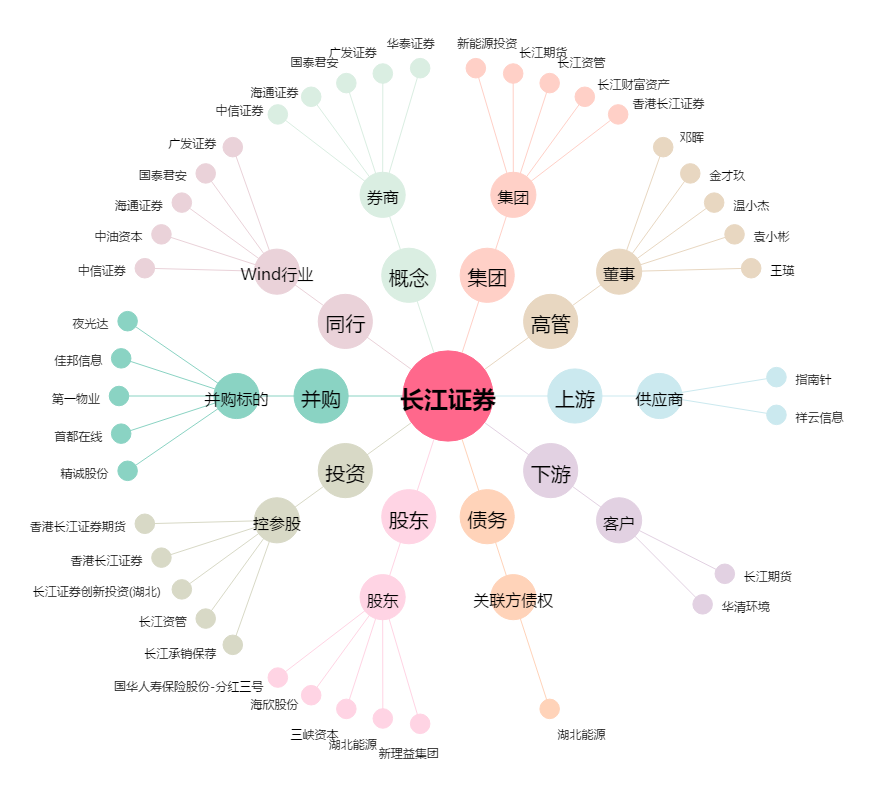 华泰证券
新能源投资
广发证券
长江期货
国泰君安
长江资管
海通证券
长江财富资产
中信证券
香港长江证券
广发证券
邓晖
国泰君安
金才玖
券商
集团
海通证券
温小杰
中油资本
袁小彬
中信证券
王瑛
Wind行业
概念
集团
董事
夜光达
同行
高管
佳邦信息
指南针
第一物业
并购标的
并购
长江证券
上游
供应商
祥云信息
首都在线
精诚股份
投资
下游
香港长江证券期货
控参股
股东
债务
客户
香港长江证券
长江期货
长江证券创新投资(湖北)
股东
关联方债权
华清环境
长江资管
长江承销保荐
国华人寿保险股份-分红三号
海欣股份
三峡资本
湖北能源
湖北能源
新理益集团